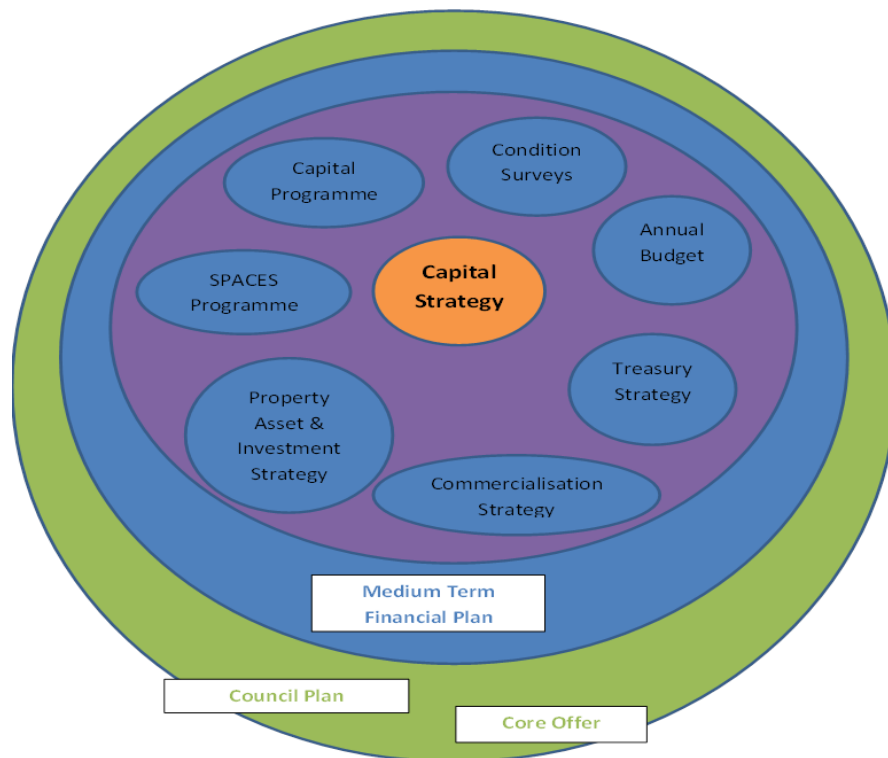 Capital
Programme
Condition
Surveys
Annual
Budget
SPACES
Programme
Capital
Strategy
Treasury
Strategy
Property
Asset &
Investment
Strategy
Commercialisation
Strategy
Medium Term
Financial Plan
Council Plan
Core Offer